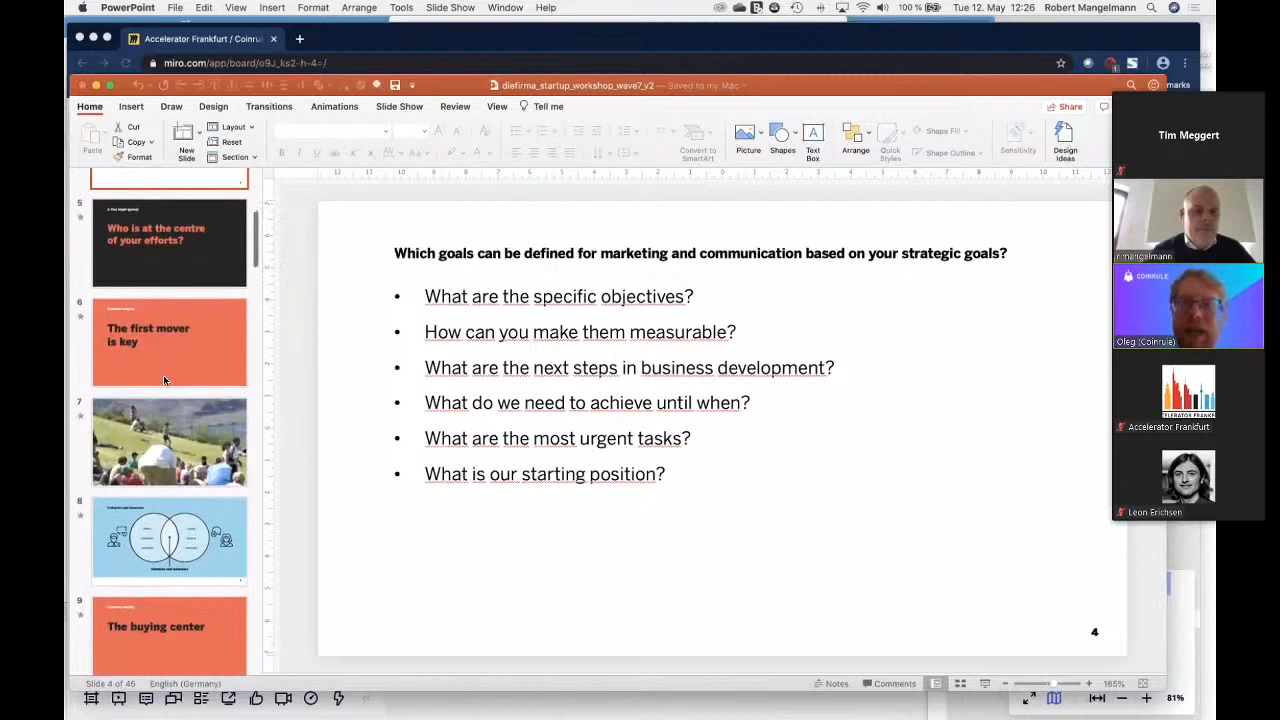 PowerPoint File Edit View Insert Format Arrange Tools Slide Show Window Help 100 % Tue 12. May 12:26 Robert Mangelmann
Accelerator Frankfurt / Coinrul
miro.com/app/board/o9J_ks2-h-4=/
diefirma_startup_workshop_wave7_v2 — Saved to my Mac
marks
Home Insert Draw Design Transitions Animations Slide Show Review View Tell me Share
Paste
Cut
Copy
Format
New Slide
Layout
Reset
Section
Convert to SmartArt
Picture
Shapes
Text Box
Arrange
Quick Styles
Shape Fill
Shape Outline
Sensitivity
Design Ideas
5
Who is at the centre
of your efforts?
6
The first mover
is key
7
8
9
The buying center
Which goals can be defined for marketing and communication based on your strategic goals?
• What are the specific objectives?
• How can you make them measurable?
• What are the next steps in business development?
• What do we need to achieve until when?
• What are the most urgent tasks?
• What is our starting position?
4
Tim Meggert
r mangelmann
COINRULE
Oleg (Coinrule)
Accelerator Frankfurt
Leon Erichsen
Slide 4 of 45 English (Germany) Notes Comments 165%
81%